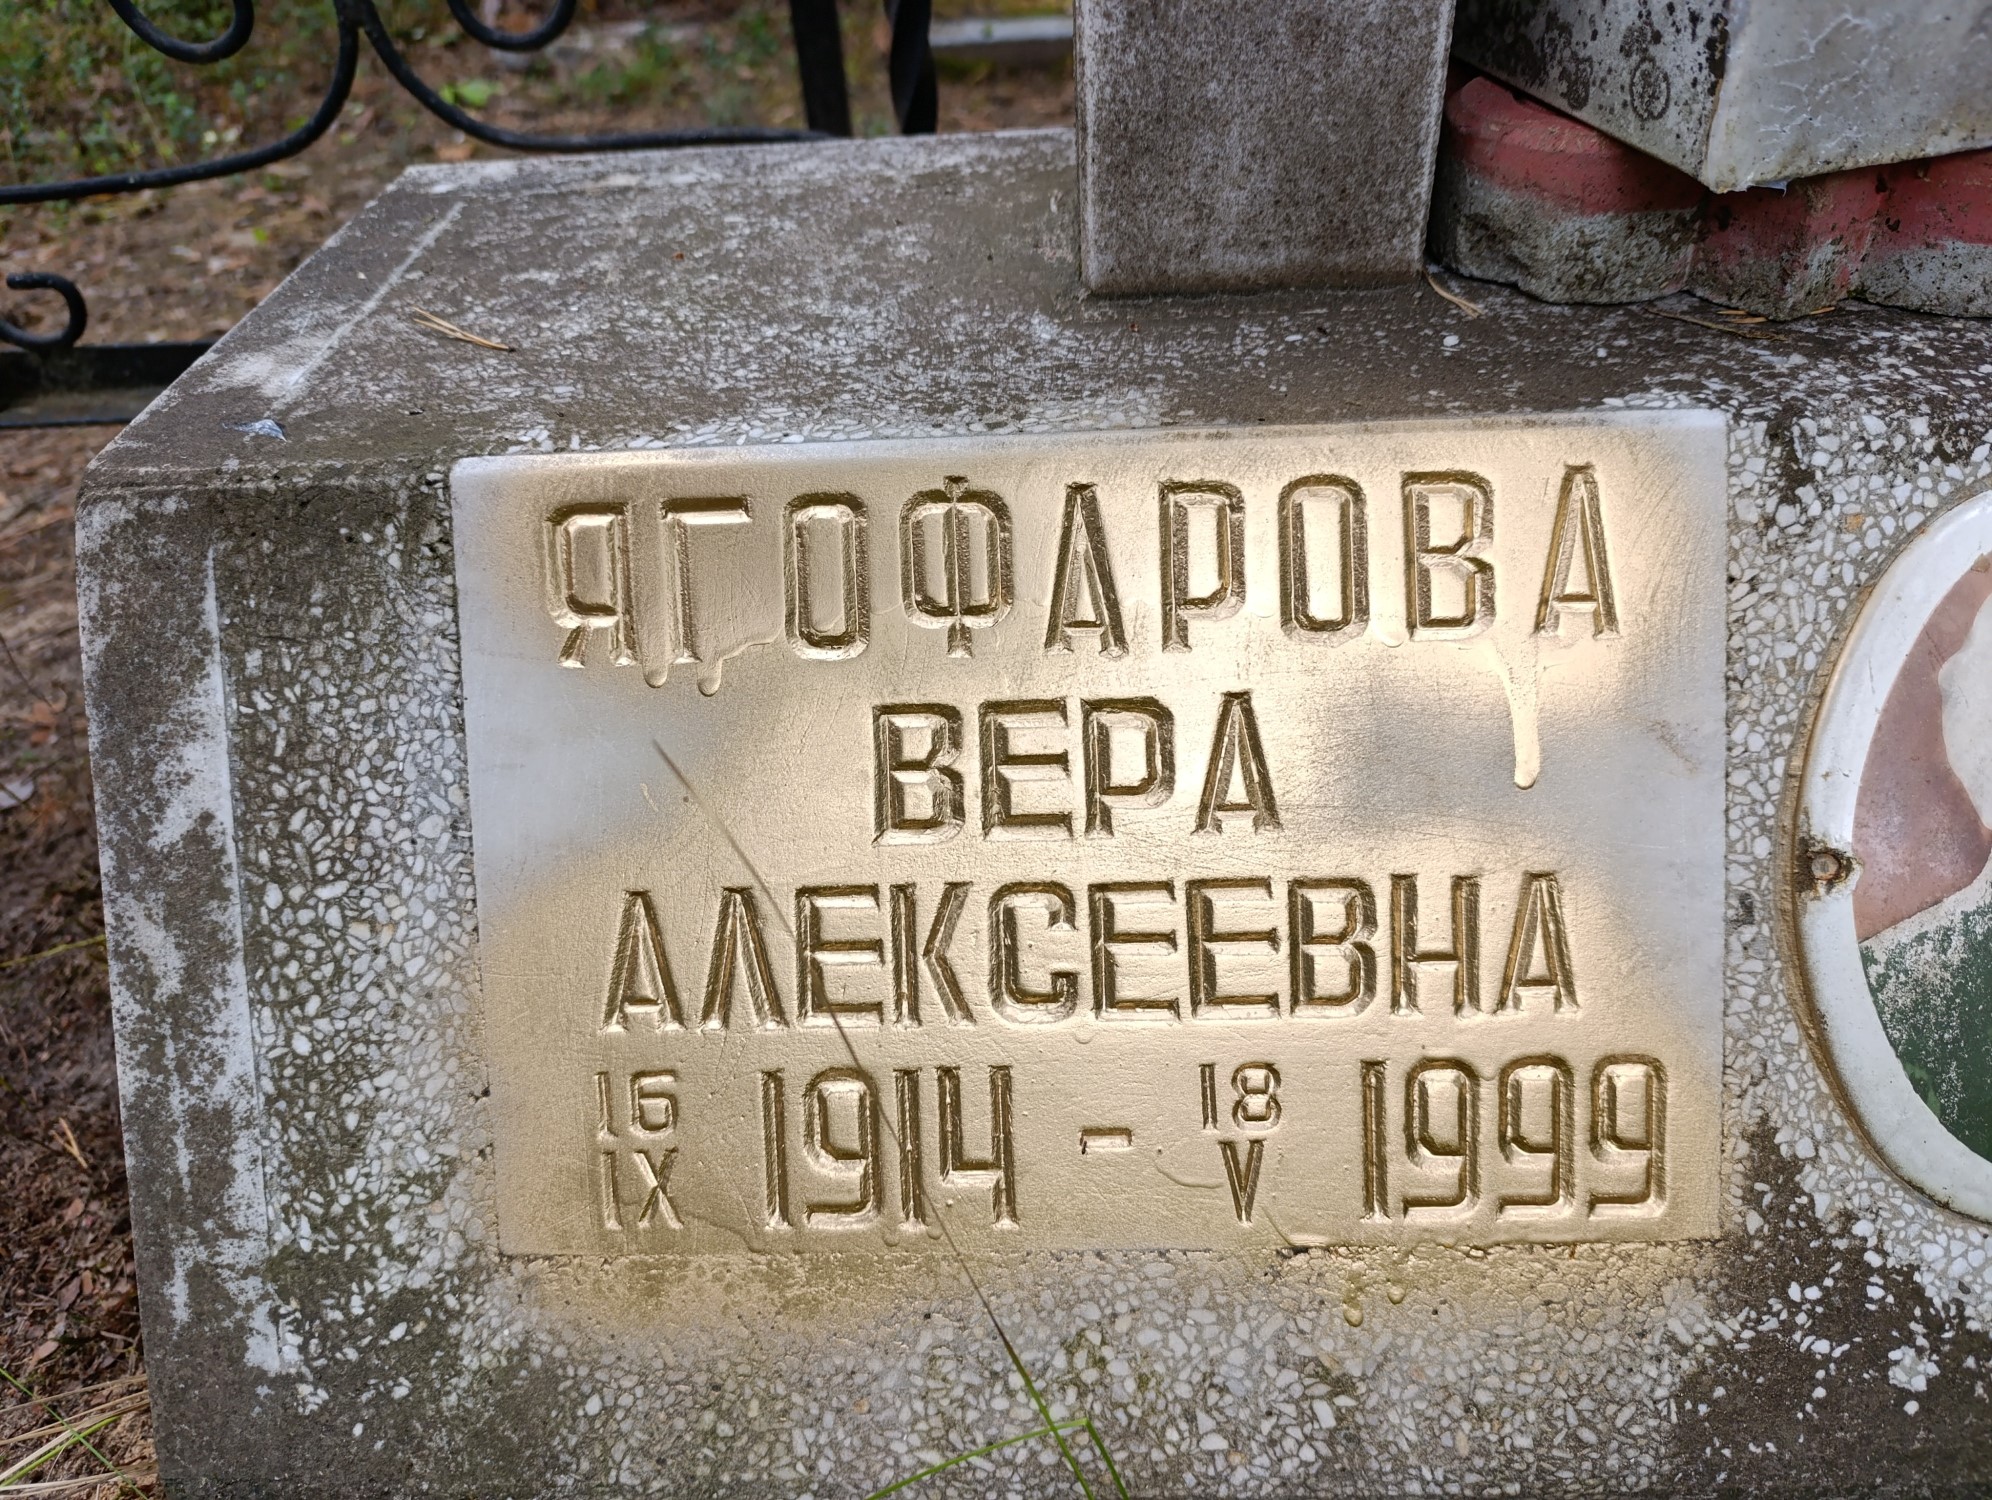 ЯГОФАРОВА
ВЕРА
АЛЕКСЕЕВНА
16 IX 1914 - 18 V 1999